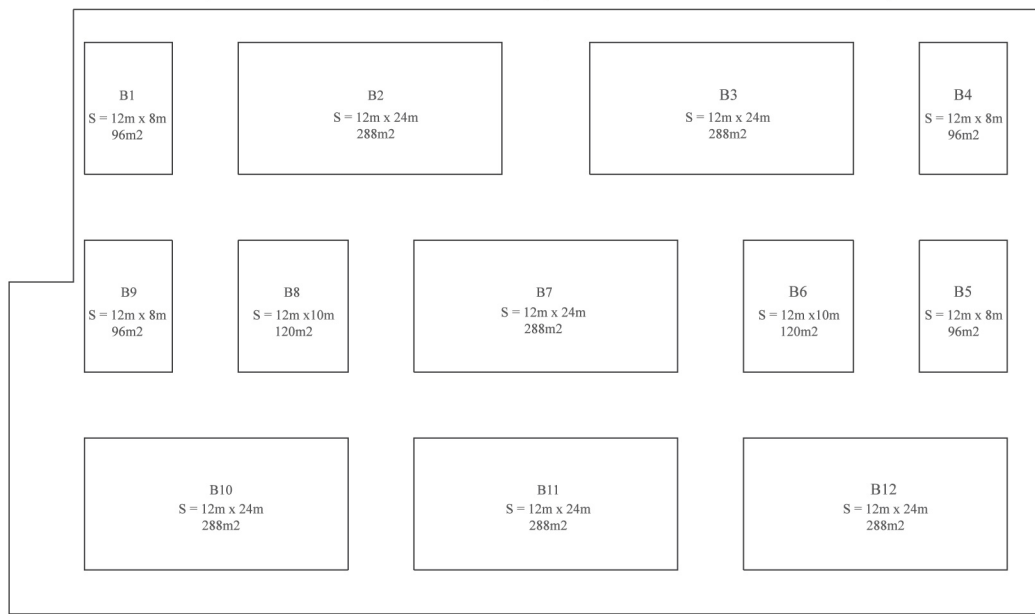 B1
S = 12m x 8m
96m2
B2
S = 12m x 24m
288m2
B3
S = 12m x 24m
288m2
B4
S = 12m x 8m
96m2
B9
S = 12m x 8m
96m2
B8
S = 12m x10m
120m2
B7
S = 12m x 24m
288m2
B6
S = 12m x10m
120m2
B5
S = 12m x 8m
96m2
B10
S = 12m x 24m
288m2
B11
S = 12m x 24m
288m2
B12
S = 12m x 24m
288m2